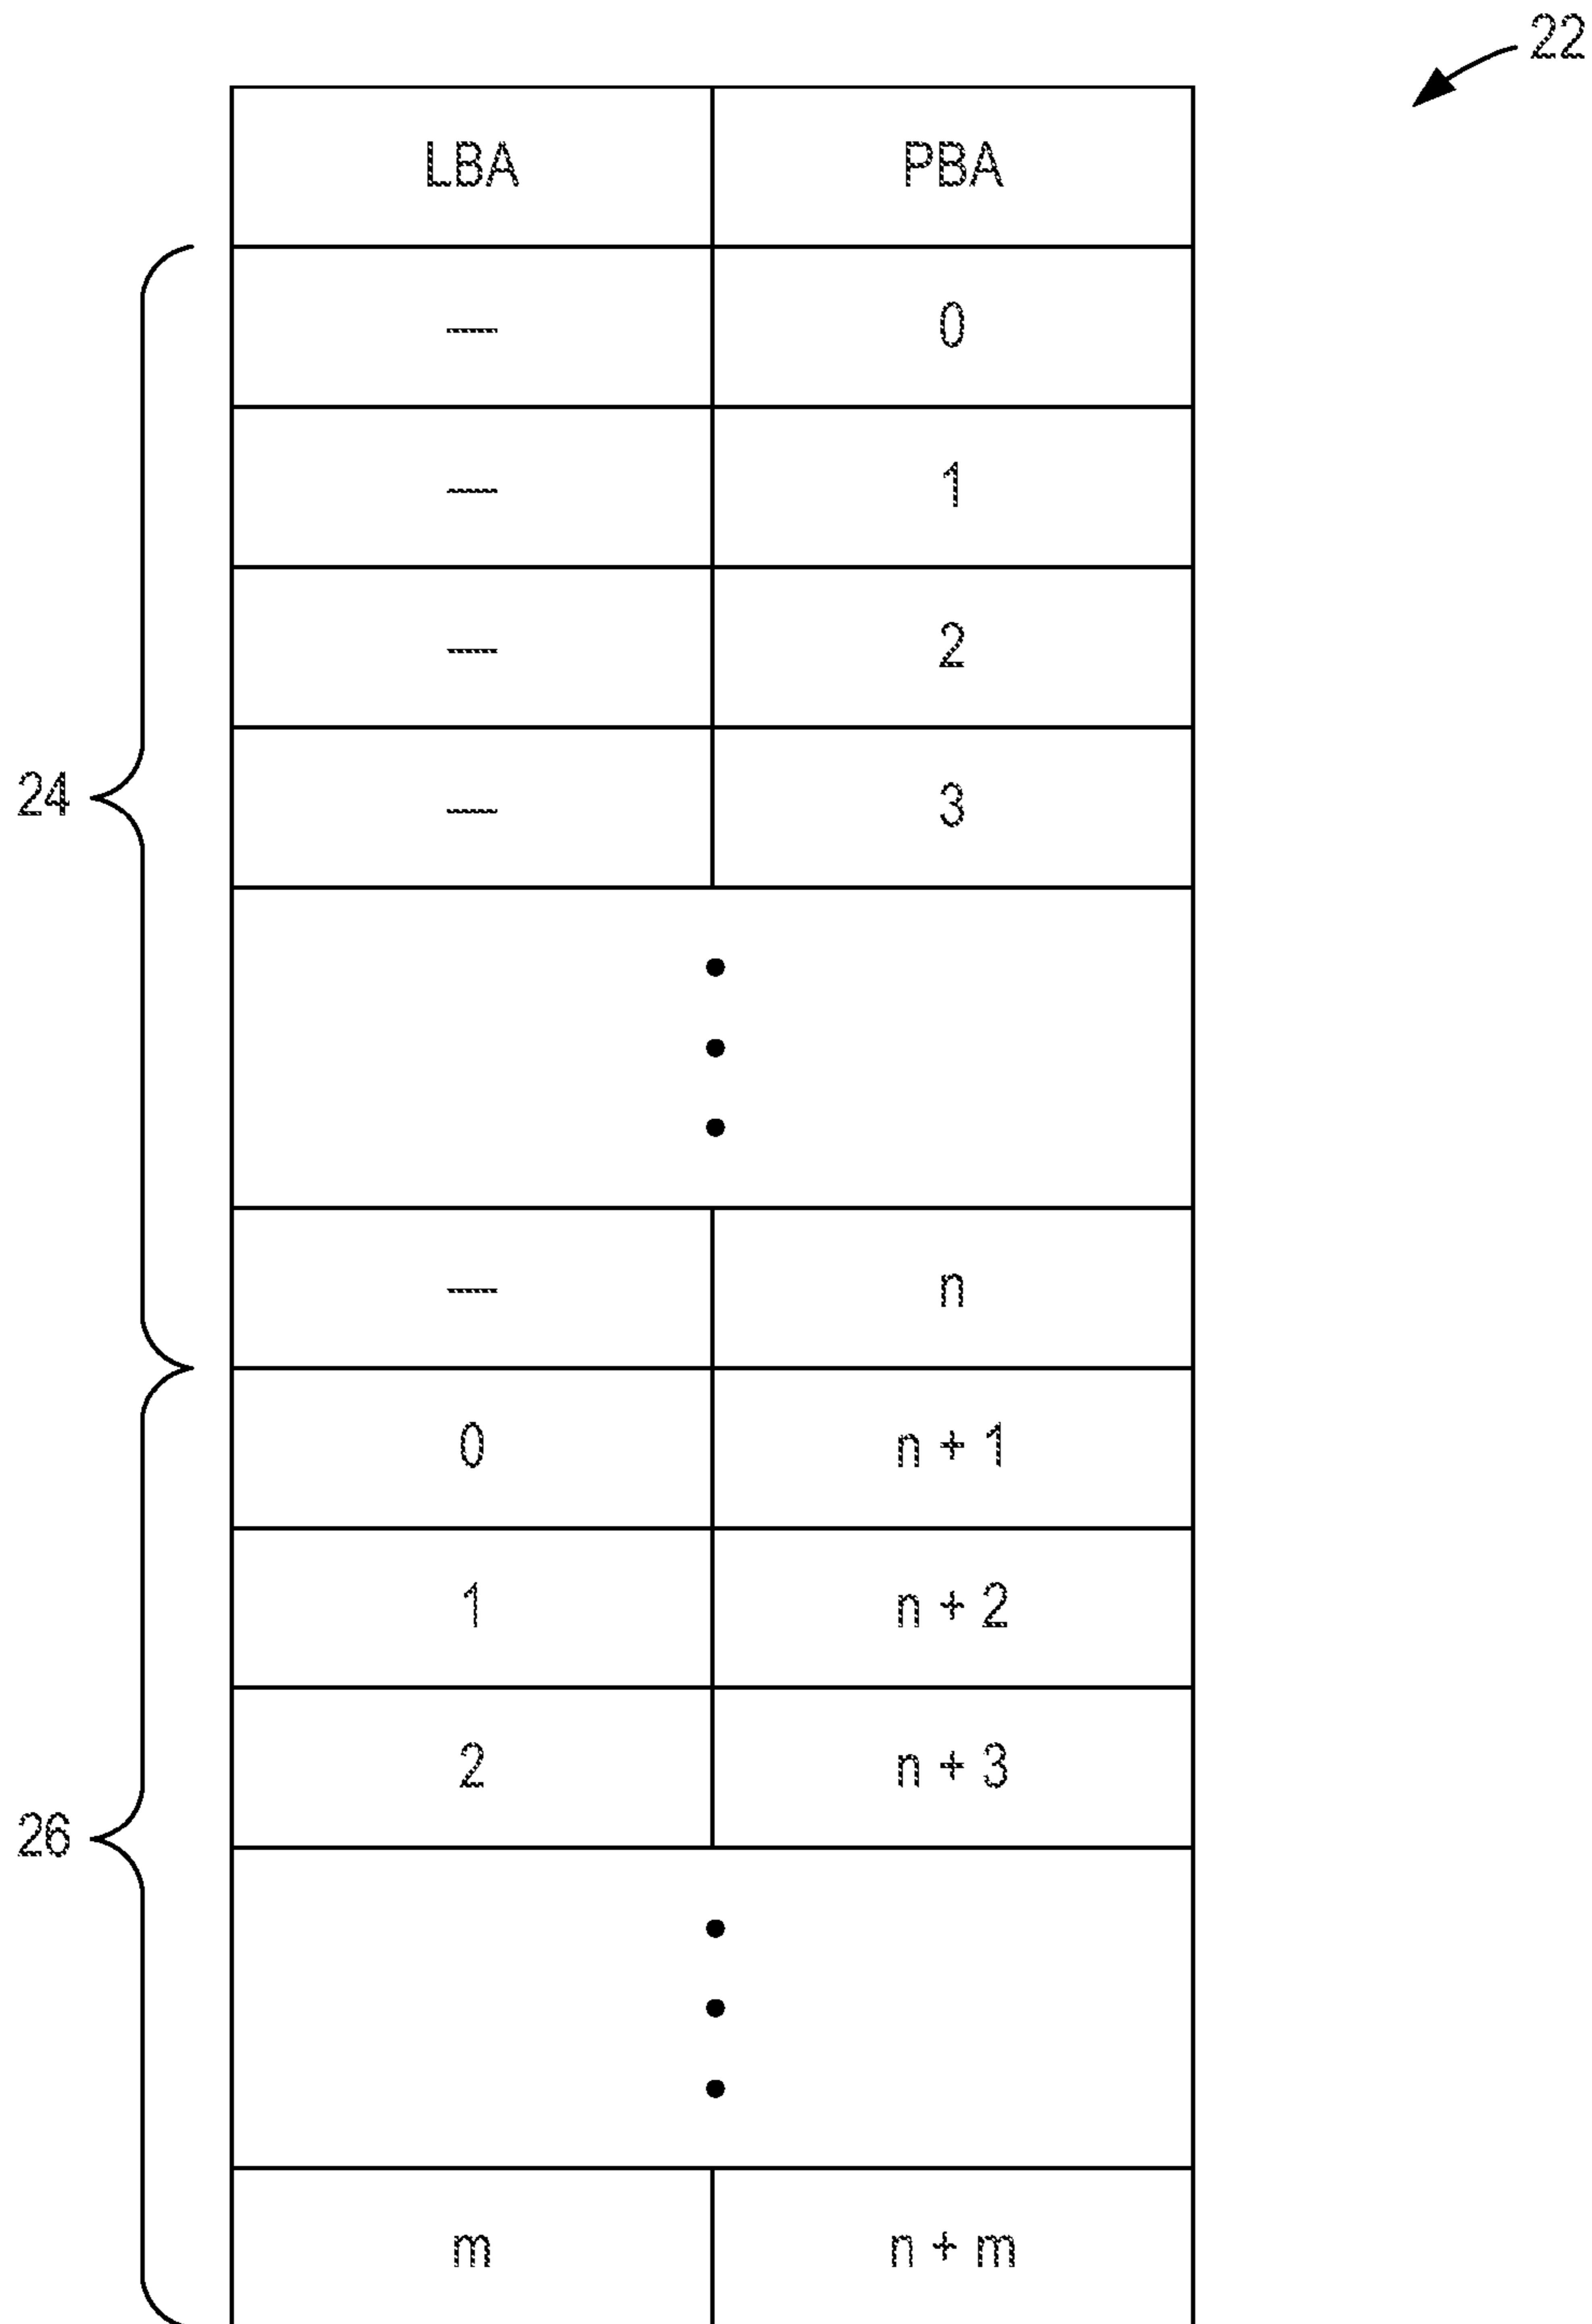 22
LBA PBA
— 0
— 1
— 2
24
— 3
— n
0 n + 1
1 n + 2
2 n + 3
26
m n + m